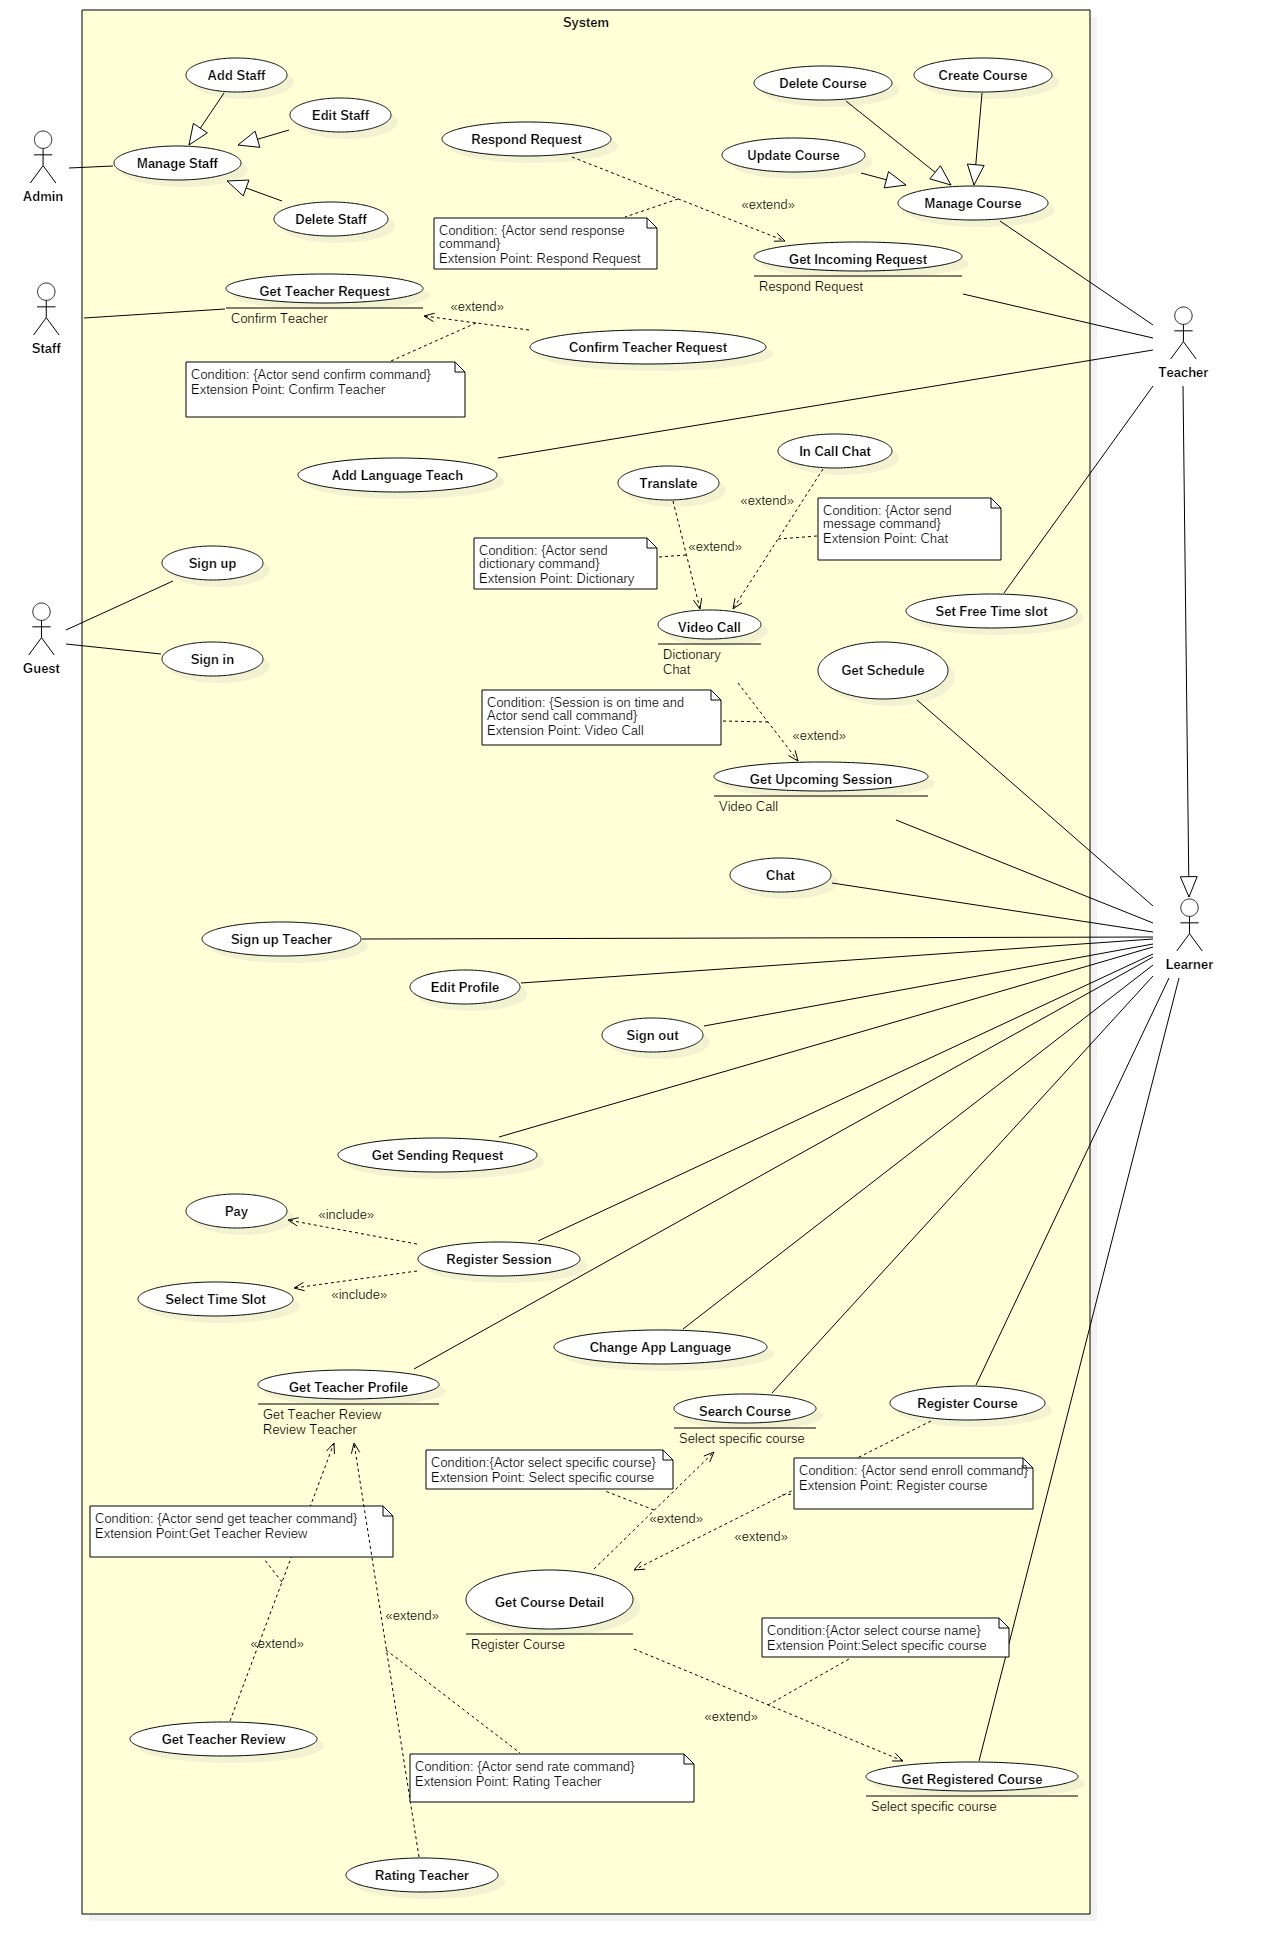 System
Add Staff
Delete Course
Create Course
Edit Staff
Respond Request
Manage Staff
Update Course
Admin
Manage Course
«extend»
Delete Staff
Condition: {Actor send response
command}
Extension Point: Respond Request
Get Incoming Request
Respond Request
Get Teacher Request
Confirm Teacher
«extend»
Staff
Confirm Teacher Request
Teacher
Condition: {Actor send confirm command}
Extension Point: Confirm Teacher
In Call Chat
Add Language Teach
Translate
«extend»
Condition: {Actor send
message command}
Extension Point: Chat
Condition: {Actor send
dictionary command}
Extension Point: Dictionary
«extend»
Sign up
Set Free Time slot
Video Call
Dictionary
Chat
Sign in
Guest
Get Schedule
Condition: {Session is on time and
Actor send call command}
Extension Point: Video Call
«extend»
Get Upcoming Session
Video Call
Chat
Sign up Teacher
Learner
Edit Profile
Sign out
Get Sending Request
Pay
«include»
Register Session
Select Time Slot
«include»
Change App Language
Get Teacher Profile
Get Teacher Review
Review Teacher
Search Course
Select specific course
Register Course
Condition:{Actor select specific course}
Extension Point: Select specific course
Condition: {Actor send enroll command}
Extension Point: Register course
«extend»
«extend»
Condition: {Actor send get teacher command}
Extension Point:Get Teacher Review
Get Course Detail
Register Course
«extend»
«extend»
Condition:{Actor select course name}
Extension Point:Select specific course
«extend»
Get Teacher Review
Condition: {Actor send rate command}
Extension Point: Rating Teacher
Get Registered Course
Select specific course
Rating Teacher